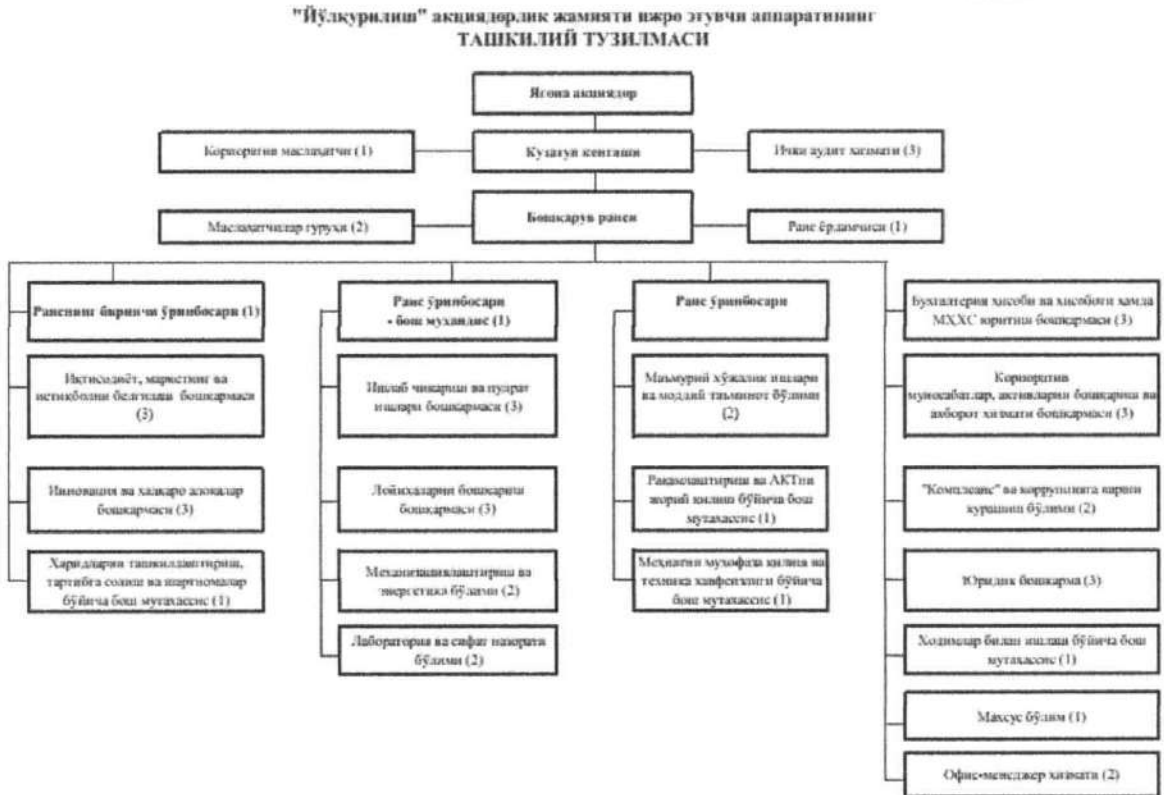 "Йўлқурилиш" акциядорлик жамияти ижро этувчи аппаратининг
ТАШКИЛИЙ ТУЗИЛМАСИ
Ягона акциядор
Корпоратив маслаҳатчи (1)
Кузатув кенгаши
Ички аудит хизмати (3)
Маслаҳатчилар гуруҳи (2)
Бошқарув раиси
Раис ёрдамчиси (1)
Раиснинг биринчи ўринбосари (1)
Иқтисодиёт, маркетинг ва
истиқболни белгилаш бошқармаси
(3)
Инновация ва халқаро алоқалар
бошқармаси (3)
Харидларни ташкиллаштириш,
тартибга солиш ва шартномалар
бўйича бош мутахассис (1)
Раис ўринбосари
- бош муҳандис (1)
Ишлаб чиқариш ва пудрат
ишлари бошқармаси (3)
Лойиҳаларни бошқариш
бошқармаси (3)
Механизациялаштириш ва
энергетика бўлими (2)
Лаборатория ва сифат назорати
бўлими (2)
Раис ўринбосари
Маъмурий хўжалик ишлари
ва моддий таъминот бўлими
(2)
Рақамлаштириш ва АКТни
жорий қилиш бўйича бош
мутахассис (1)
Меҳнатни муҳофаза қилиш ва
техника хавфсизлиги бўйича
бош мутахассис (1)
Бухгалтерия ҳисоби ва ҳисоботи ҳамда
МҲХС юритиш бошқармаси (3)
Корпоратив
муносабатлар, активларни бошқариш ва
ахборот хизмати бошқармаси (3)
"Комплаенс" ва коррупцияга қарши
курашиш бўлими (2)
Юридик бошқарма (3)
Ходимлар билан ишлаш бўйича бош
мутахассис (1)
Махсус бўлим (1)
Офис-менеджер хизмати (2)